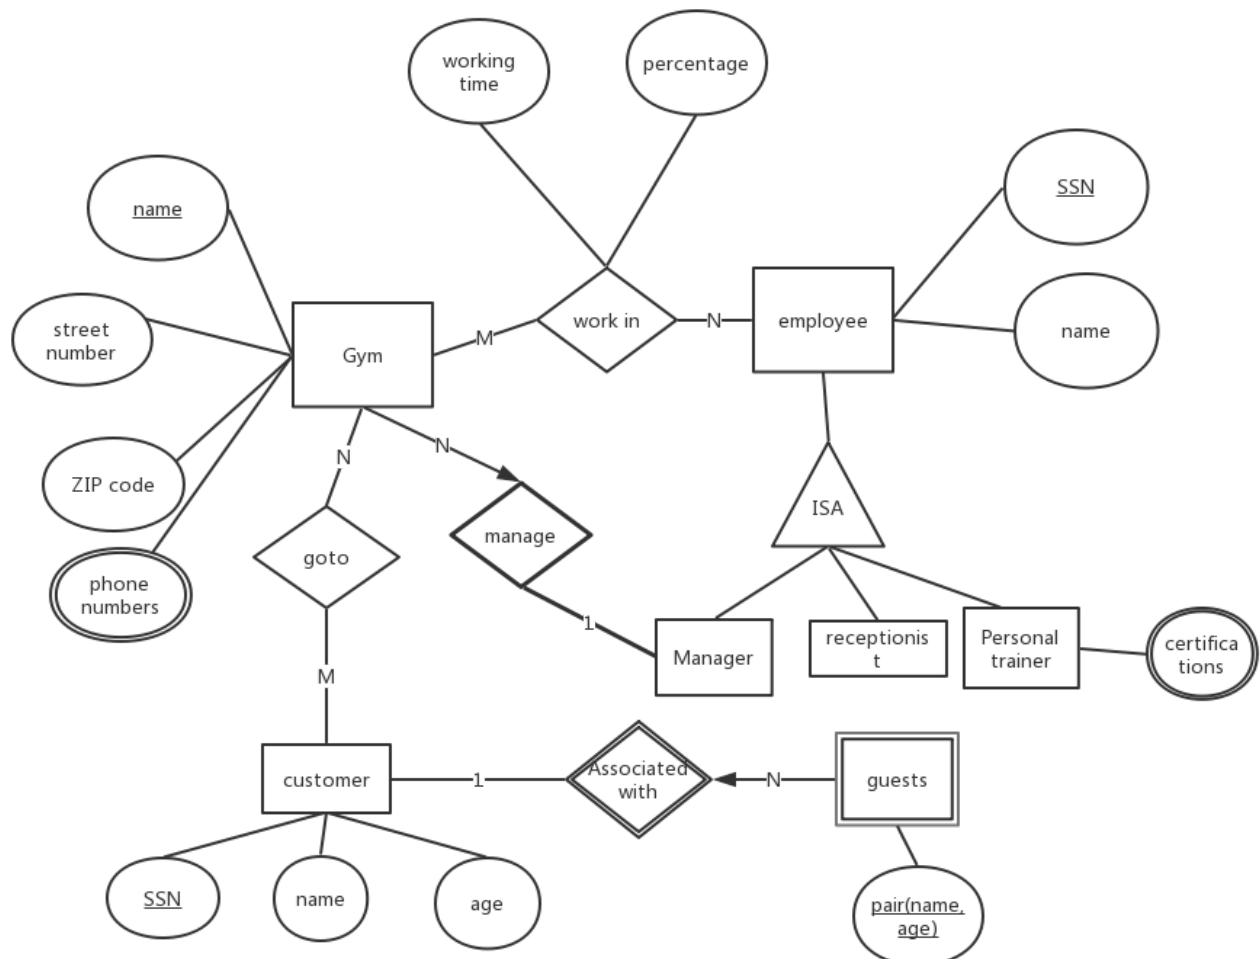 working
time
percentage
name
SSN
street
number
Gym
M
work in
N
employee
name
ZIP code
N
N
ISA
phone
numbers
goto
manage
1
Manager
receptionis
t
Personal
trainer
certifica
tions
M
customer
1
Associated
with
N
guests
SSN
name
age
pair(name,
age)